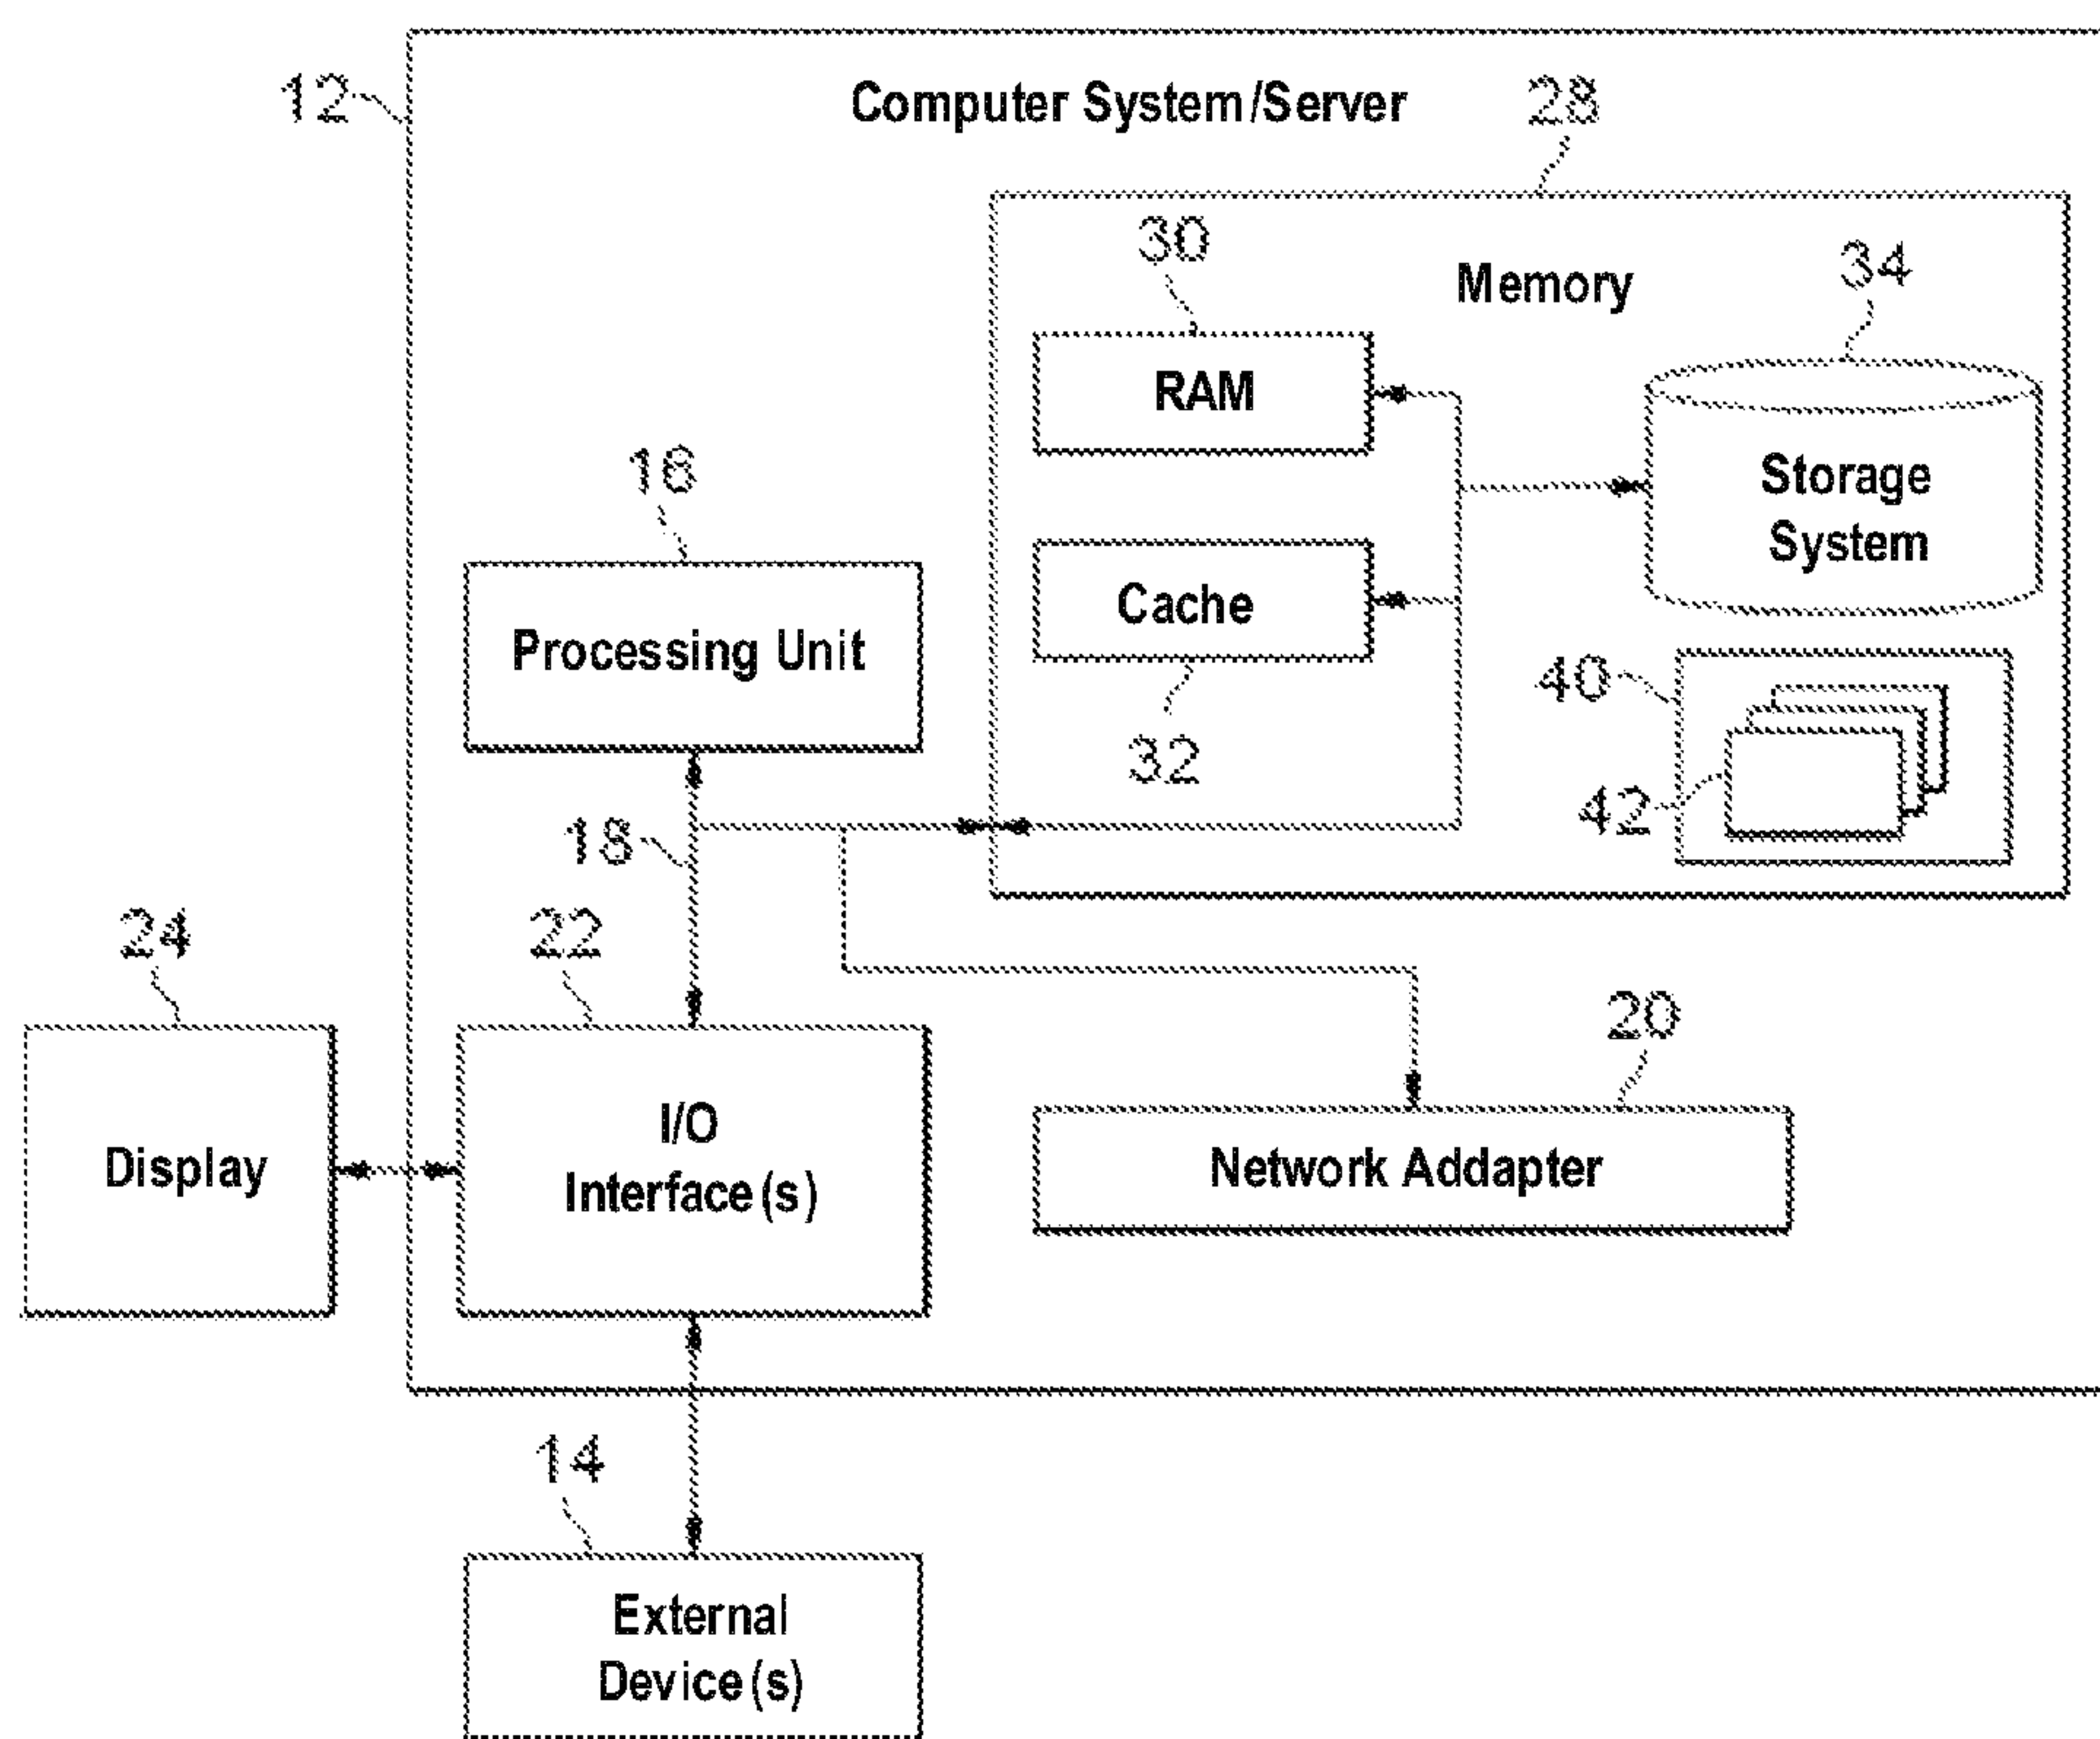 12
Computer System/Server
28
30
Memory
34
RAM
Storage
System
16
Processing Unit
Cache
40
32
42
18
24
22
20
Display
I/O
Interface(s)
Network Addapter
14
External
Device(s)